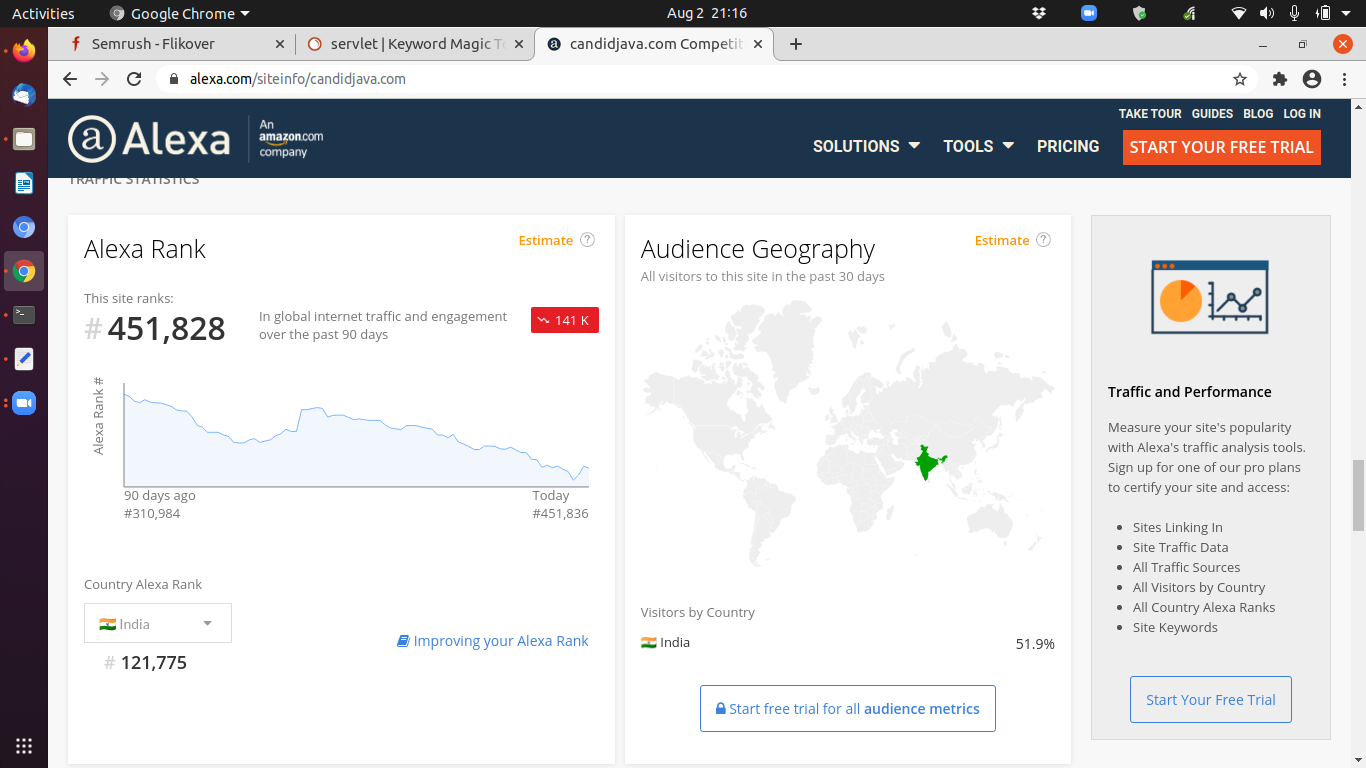 Activities
Google Chrome
Aug 2 21:16
Semrush - Flikover
servlet | Keyword Magic T
candidjava.com Competit
alexa.com/siteinfo/candidjava.com
TAKE TOUR GUIDES BLOG LOG IN
a Alexa
An
amazon.com
company
SOLUTIONS TOOLS PRICING START YOUR FREE TRIAL
TRAFFIC STATISTICS
Alexa Rank
Estimate ?
This site ranks:
# 451,828
In global internet traffic and engagement
over the past 90 days
141 K
Alexa Rank #
90 days ago
#310,984
Today
#451,836
Country Alexa Rank
India
# 121,775
Improving your Alexa Rank
Audience Geography
Estimate ?
All visitors to this site in the past 30 days
Visitors by Country
India 51.9%
Start free trial for all audience metrics
Traffic and Performance
Measure your site's popularity
with Alexa's traffic analysis tools.
Sign up for one of our pro plans
to certify your site and access:
• Sites Linking In
• Site Traffic Data
• All Traffic Sources
• All Visitors by Country
• All Country Alexa Ranks
• Site Keywords
Start Your Free Trial